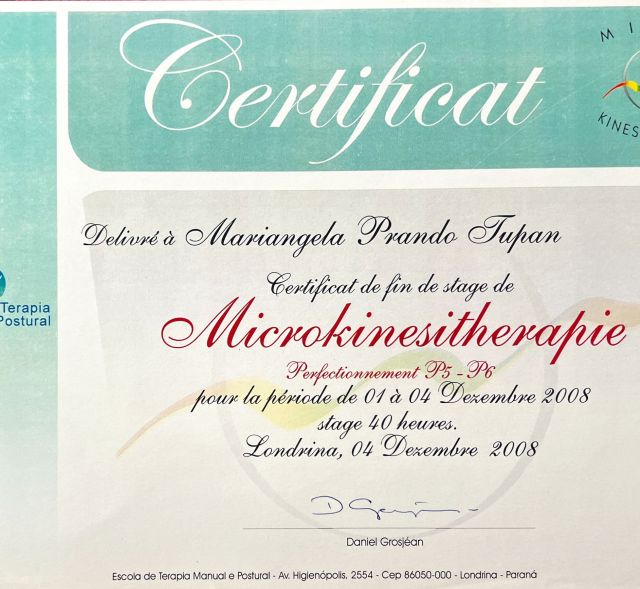 Certificat
MI
KINES
Delivré à Mariangela Prando Tupan
Certificat de fin de stage de
Microkinesitherapie
Terapia
Postural
Perfectionnement P5 - P6
pour la période de 01 à 04 Dezembre 2008
stage 40 heures.
Londrina, 04 Dezembre 2008
Daniel Grosjéan
Escola de Terapia Manual e Postural - Av. Higienópolis, 2554 - Cep 86050-000 - Londrina - Paraná